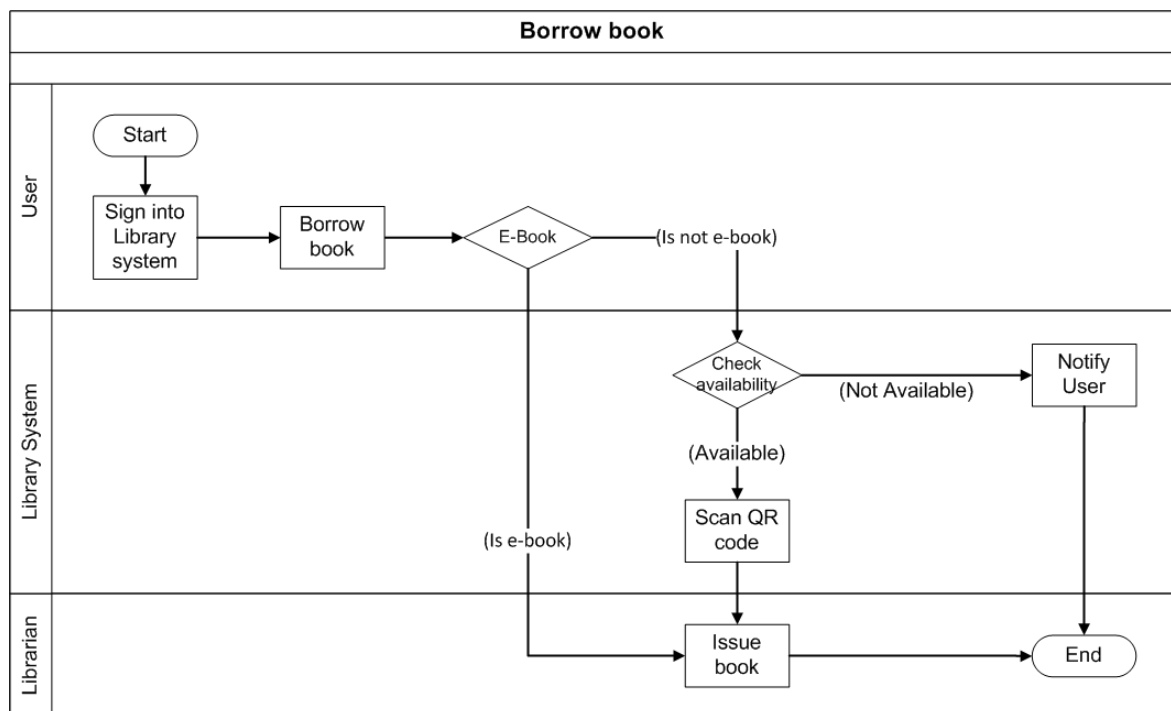 Borrow book
User
Start
Sign into
Library
system
Borrow
book
E-Book
(Is not e-book)
Library System
Check
availability
(Not Available)
Notify
User
(Available)
Scan QR
code
(Is e-book)
Librarian
Issue
book
End